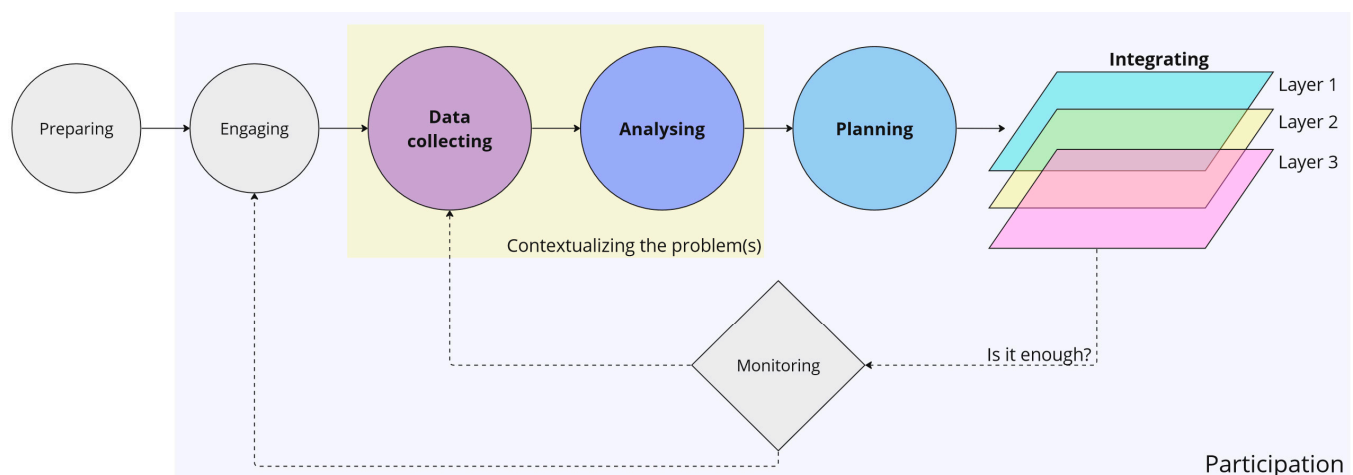 Preparing
Engaging
Data
collecting
Analysing
Planning
Integrating
Layer 1
Layer 2
Layer 3
Contextualizing the problem(s)
Monitoring
Is it enough?
Participation